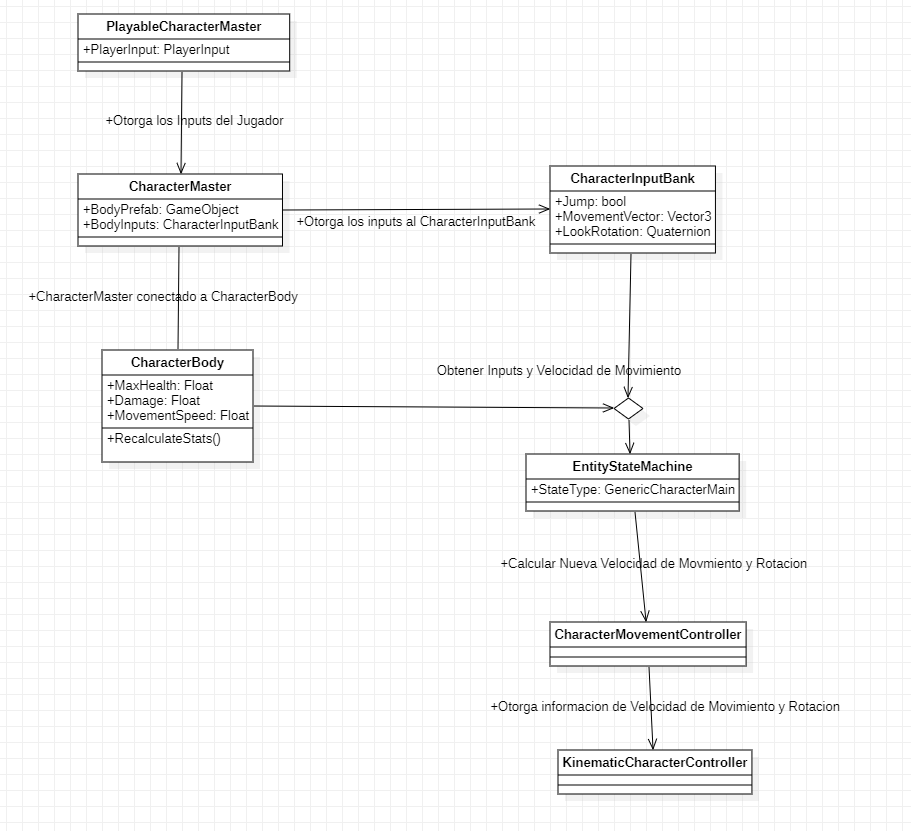 PlayableCharacterMaster
+PlayerInput: PlayerInput
+Otorga los Inputs del Jugador
CharacterMaster
+BodyPrefab: GameObject
+BodyInputs: CharacterInputBank
+Otorga los inputs al CharacterInputBank
CharacterInputBank
+Jump: bool
+MovementVector: Vector3
+LookRotation: Quaternion
+CharacterMaster conectado a CharacterBody
CharacterBody
+MaxHealth: Float
+Damage: Float
+MovementSpeed: Float
+RecalculateStats()
Obtener Inputs y Velocidad de Movimiento
EntityStateMachine
+StateType: GenericCharacterMain
+Calcular Nueva Velocidad de Movmiento y Rotacion
CharacterMovementController
+Otorga informacion de Velocidad de Movimiento y Rotacion
KinematicCharacterController